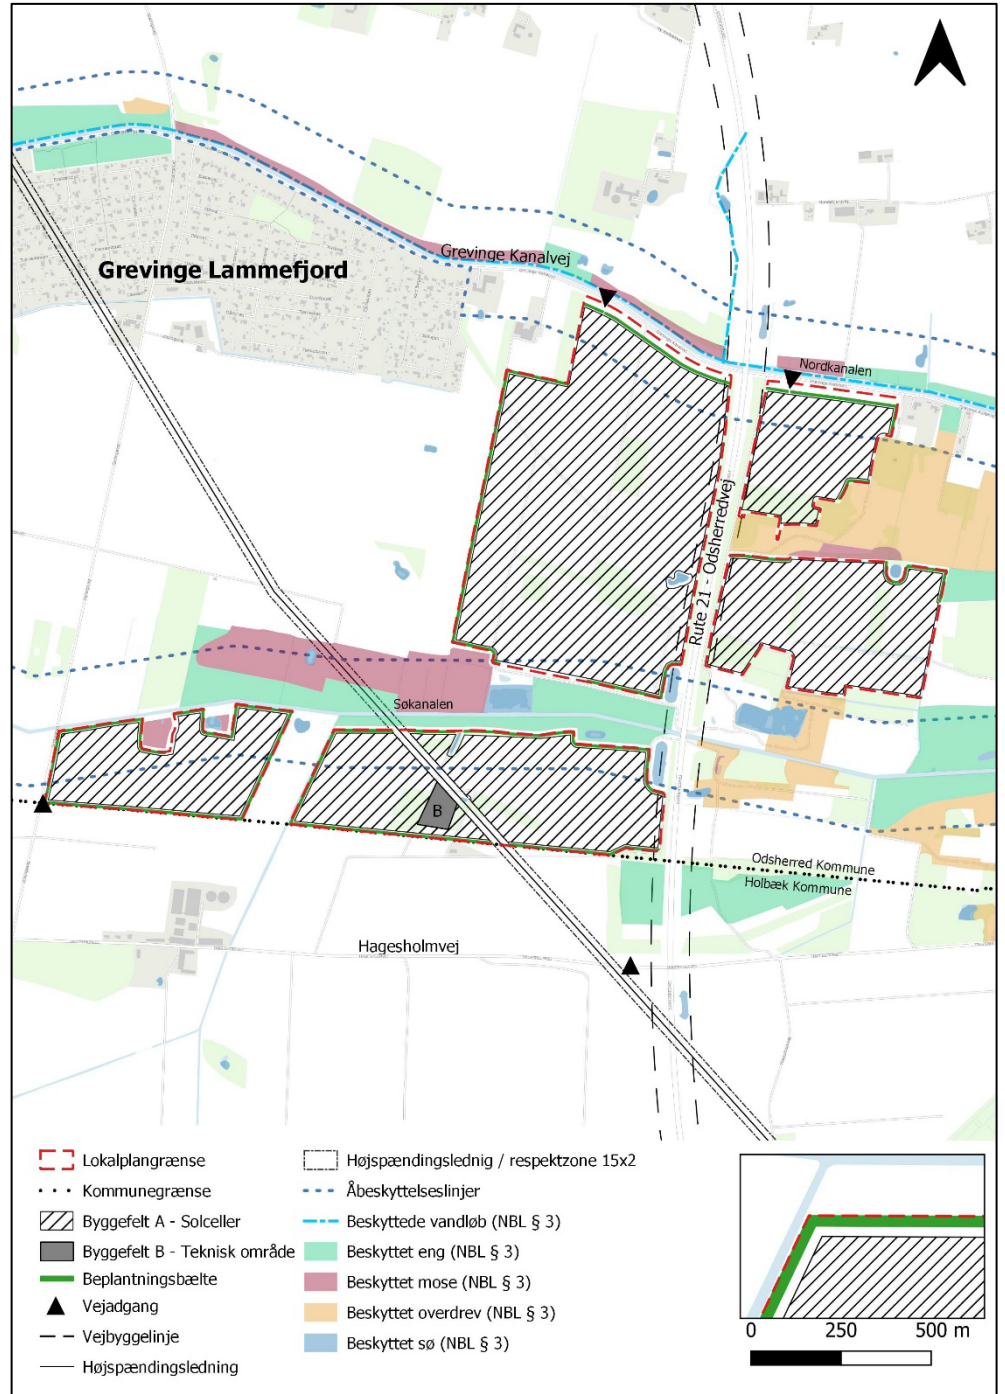 Grevinge Kanalvej
Grevinge Lammefjord
Nordkanalen
Rute 21 - Odsherredvej
Søkanalen
B
Odsherred Kommune
Holbæk Kommune
Hagesholmvej
Lokalplangrænse
Kommunegrænse
Byggefelt A - Solceller
Byggefelt B - Teknisk område
Beplantningsbælte
Vejadgang
Vejbyggelinje
Højspændingsledning
Højspændingslednig / respektzone 15x2
Åbeskyttelseslinjer
Beskyttede vandløb (NBL § 3)
Beskyttet eng (NBL § 3)
Beskyttet mose (NBL § 3)
Beskyttet overdrev (NBL § 3)
Beskyttet sø (NBL § 3)
0 250 500 m